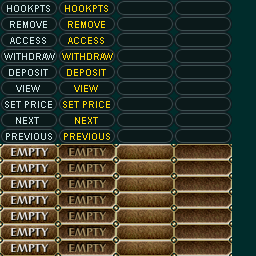 HOOKPTS HOOKPTS
REMOVE REMOVE
ACCESS ACCESS
WITHDRAW WITHDRAW
DEPOSIT DEPOSIT
VIEW VIEW
SET PRICE SET PRICE
NEXT NEXT
PREVIOUS PREVIOUS
EMPTY EMPTY
EMPTY EMPTY
EMPTY EMPTY
EMPTY EMPTY
EMPTY EMPTY
EMPTY EMPTY
EMPTY EMPTY